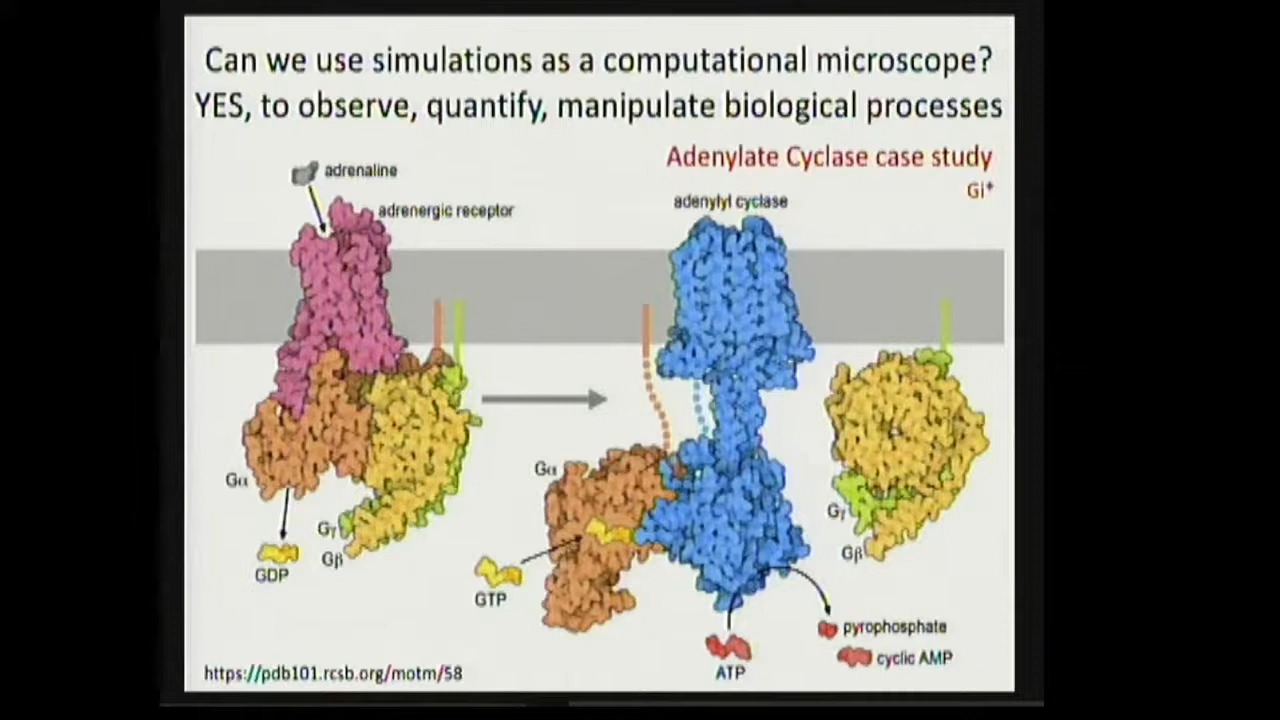 Can we use simulations as a computational microscope?
YES, to observe, quantify, manipulate biological processes
Adenylate Cyclase case study
Gi*
adrenaline
adrenergic receptor
adenylyl cyclase
Gα
Gγ
Gβ
GDP
Gα
GTP
ATP
Gγ
Gβ
pyrophosphate
cyclic AMP
https://pdb101.rcsb.org/motm/58